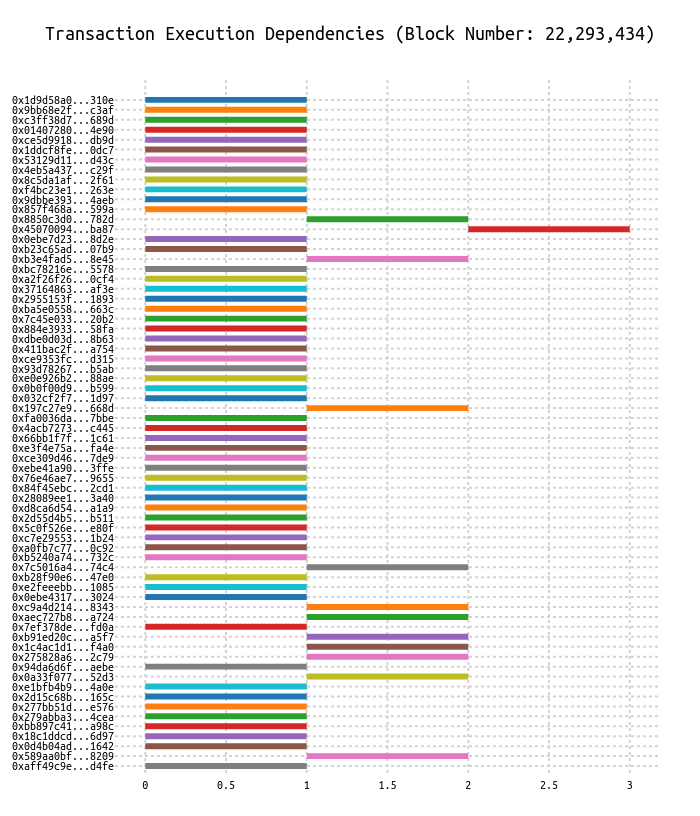 Transaction Execution Dependencies (Block Number: 22,293,434)
0x1d9d58a0...310e
0x9bb68e2f...c3af
0xc3ff38d7...689d
0x01407280...4e90
0xce5d9918...db9d
0x1ddcf8fe...0dc7
0x53129d11...d43c
0x4eb5a437...c29f
0x8c5da1af...2f61
0xf4bc23e1...263e
0x9dbbe393...4aeb
0x857f468a...599a
0x8850c3d0...782d
0x45070094...ba87
0x0ebe7d23...8d2e
0xb23c65ad...07b9
0xb3e4fad5...8e45
0xbc78216e...5578
0xa2f26f26...0cf4
0x37164863...af3e
0x2955153f...1893
0xba5e0558...663c
0x7c45e033...20b2
0x884e3933...58fa
0xdbe0d03d...8b63
0x411bac2f...a754
0xce9353fc...d315
0x93d78267...b5ab
0xe0e926b2...88ae
0x0b0f00d9...b599
0x032cf2f7...1d97
0x197c27e9...668d
0xfa0036da...7bbe
0x4acb7273...c445
0x66bb1f7f...1c61
0xe3f4e75a...fa4e
0xce309d46...7de9
0xebe41a90...3ffe
0x76e46ae7...9655
0x84f45ebc...2cd1
0x28089ee1...3a40
0xd8ca6d54...a1a9
0x2d55d4b5...b511
0x5c0f526e...e80f
0xc7e29553...1b24
0xa0fb7c77...0c92
0xb5240a74...732c
0x7c5016a4...74c4
0xb28f90e6...47e0
0xe2feeebb...1085
0x0ebe4317...3024
0xc9a4d214...8343
0xaec727b8...a724
0x7ef378de...fd0a
0xb91ed20c...a5f7
0x1c4ac1d1...f4a0
0x275828a6...2c79
0x94da6d6f...aebe
0x0a33f077...52d3
0xe1bfb4b9...4a0e
0x2d15c68b...165c
0x277bb51d...e576
0x279abba3...4cea
0xbb897c41...a98c
0x18c1ddcd...6d97
0x0d4b04ad...1642
0x589aa0bf...8209
0xaff49c9e...d4fe
0 0.5 1 1.5 2 2.5 3